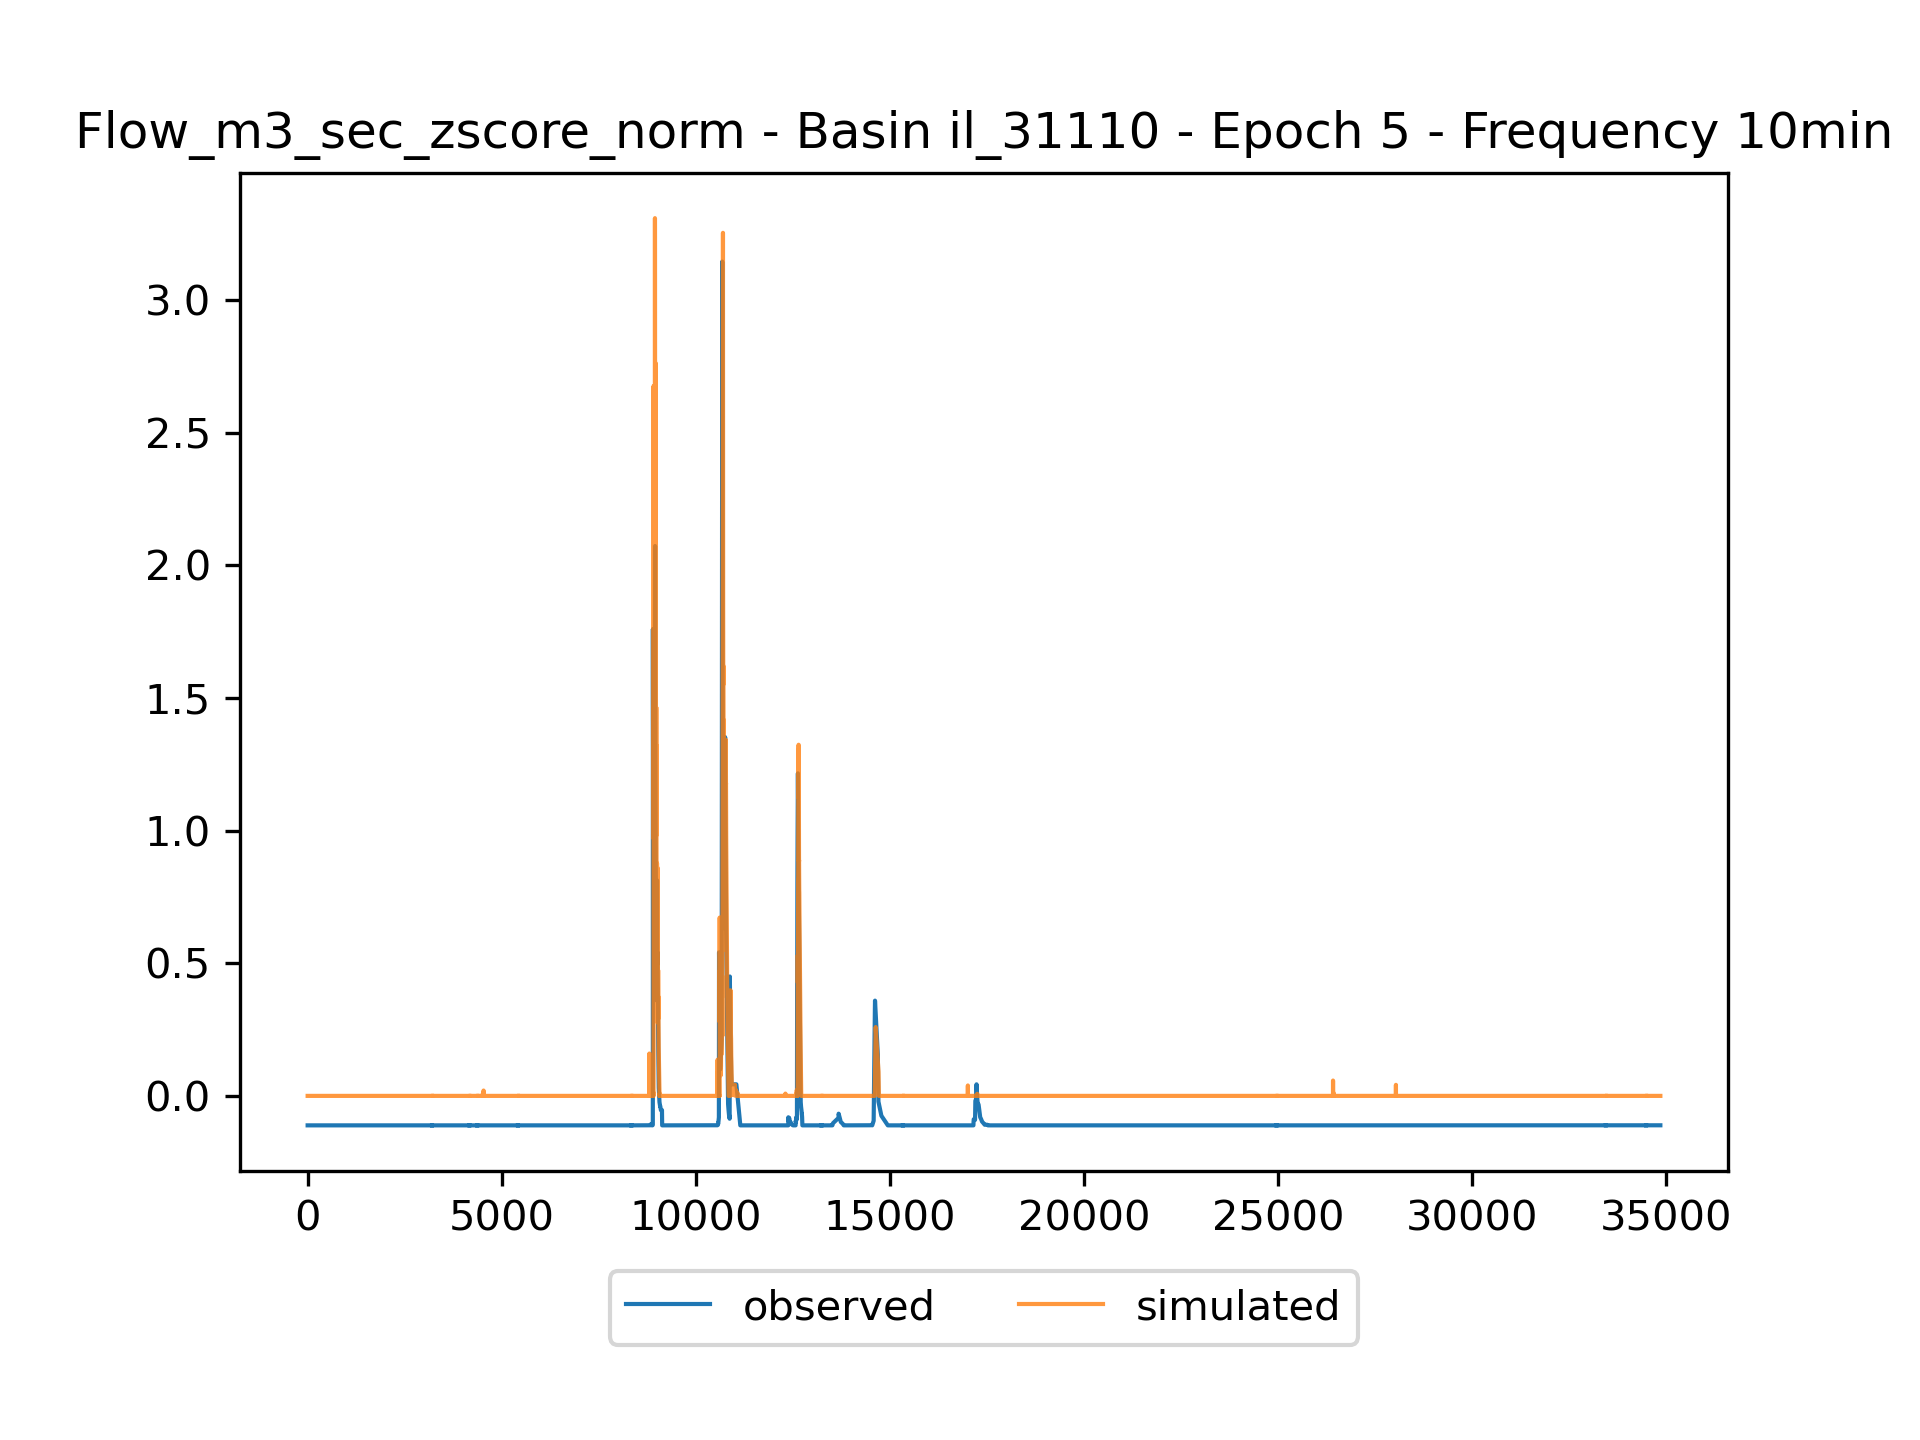 Flow_m3_sec_zscore_norm - Basin il_31110 - Epoch 5 - Frequency 10min
3.0
2.5
2.0
1.5
1.0
0.5
0.0
0 5000 10000 15000 20000 25000 30000 35000
observed simulated